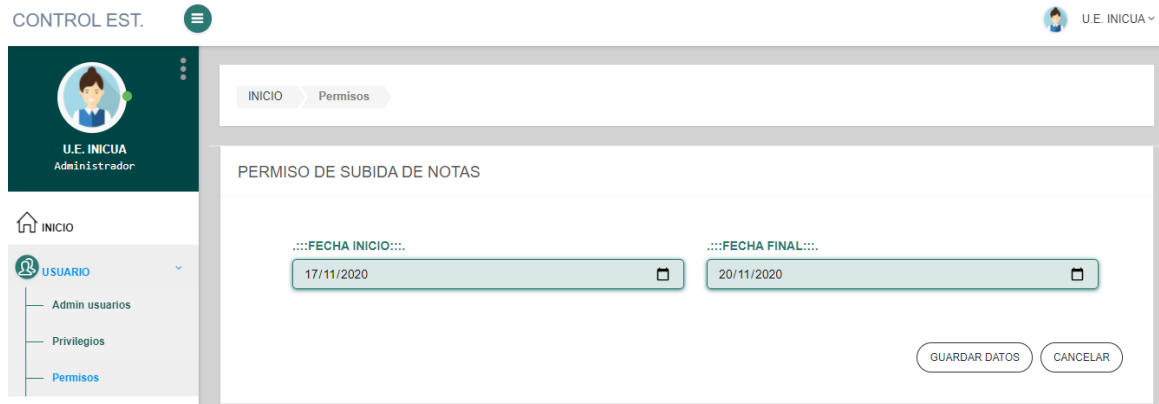 CONTROL EST.
U.E. INICUA
U.E. INICUA
Administrador
INICIO
USUARIO
Admin usuarios
Privilegios
Permisos
INICIO Permisos
PERMISO DE SUBIDA DE NOTAS
.:::FECHA INICIO:::.
17/11/2020
.:::FECHA FINAL:::.
20/11/2020
GUARDAR DATOS
CANCELAR